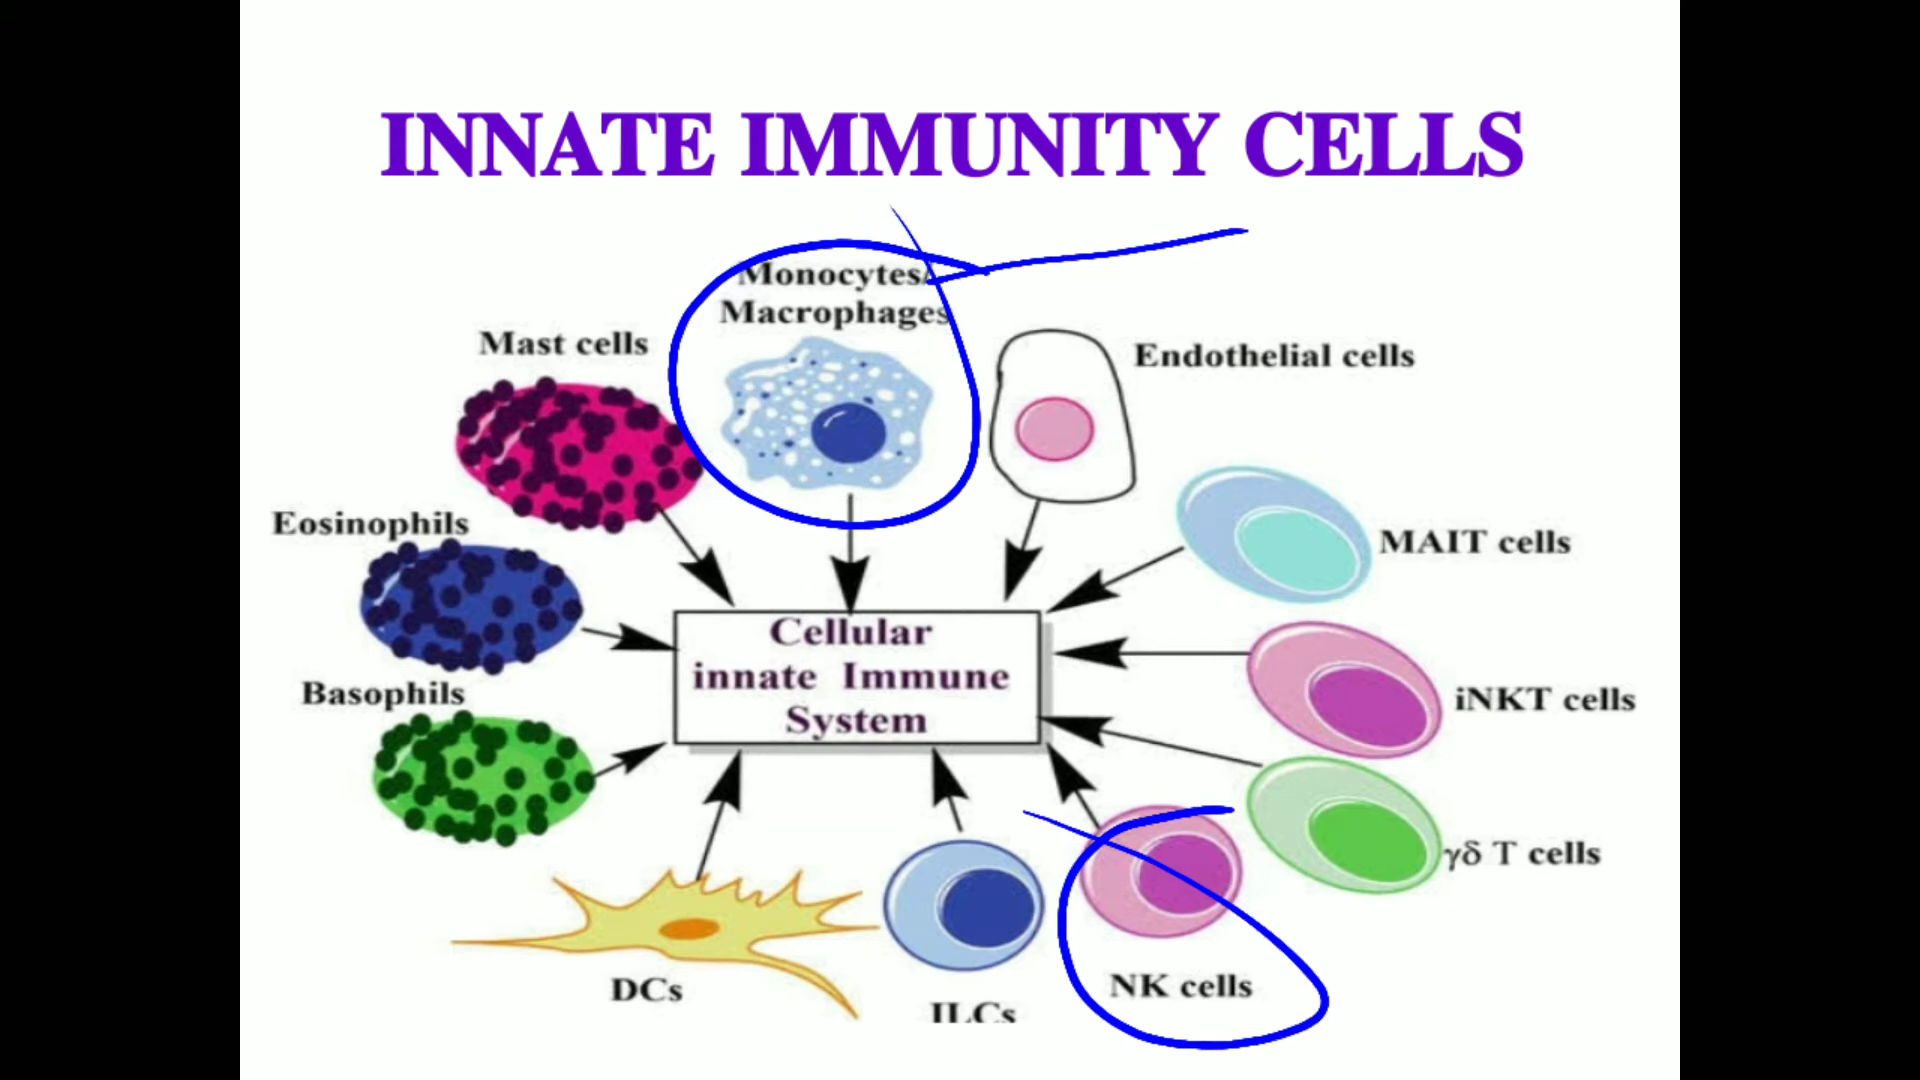 INNATE IMMUNITY CELLS
Monocytes/
Macrophages
Mast cells
Endothelial cells
Eosinophils
MAIT cells
Basophils
Cellular
innate Immune
System
iNKT cells
γδ T cells
DCs
ILCs
NK cells